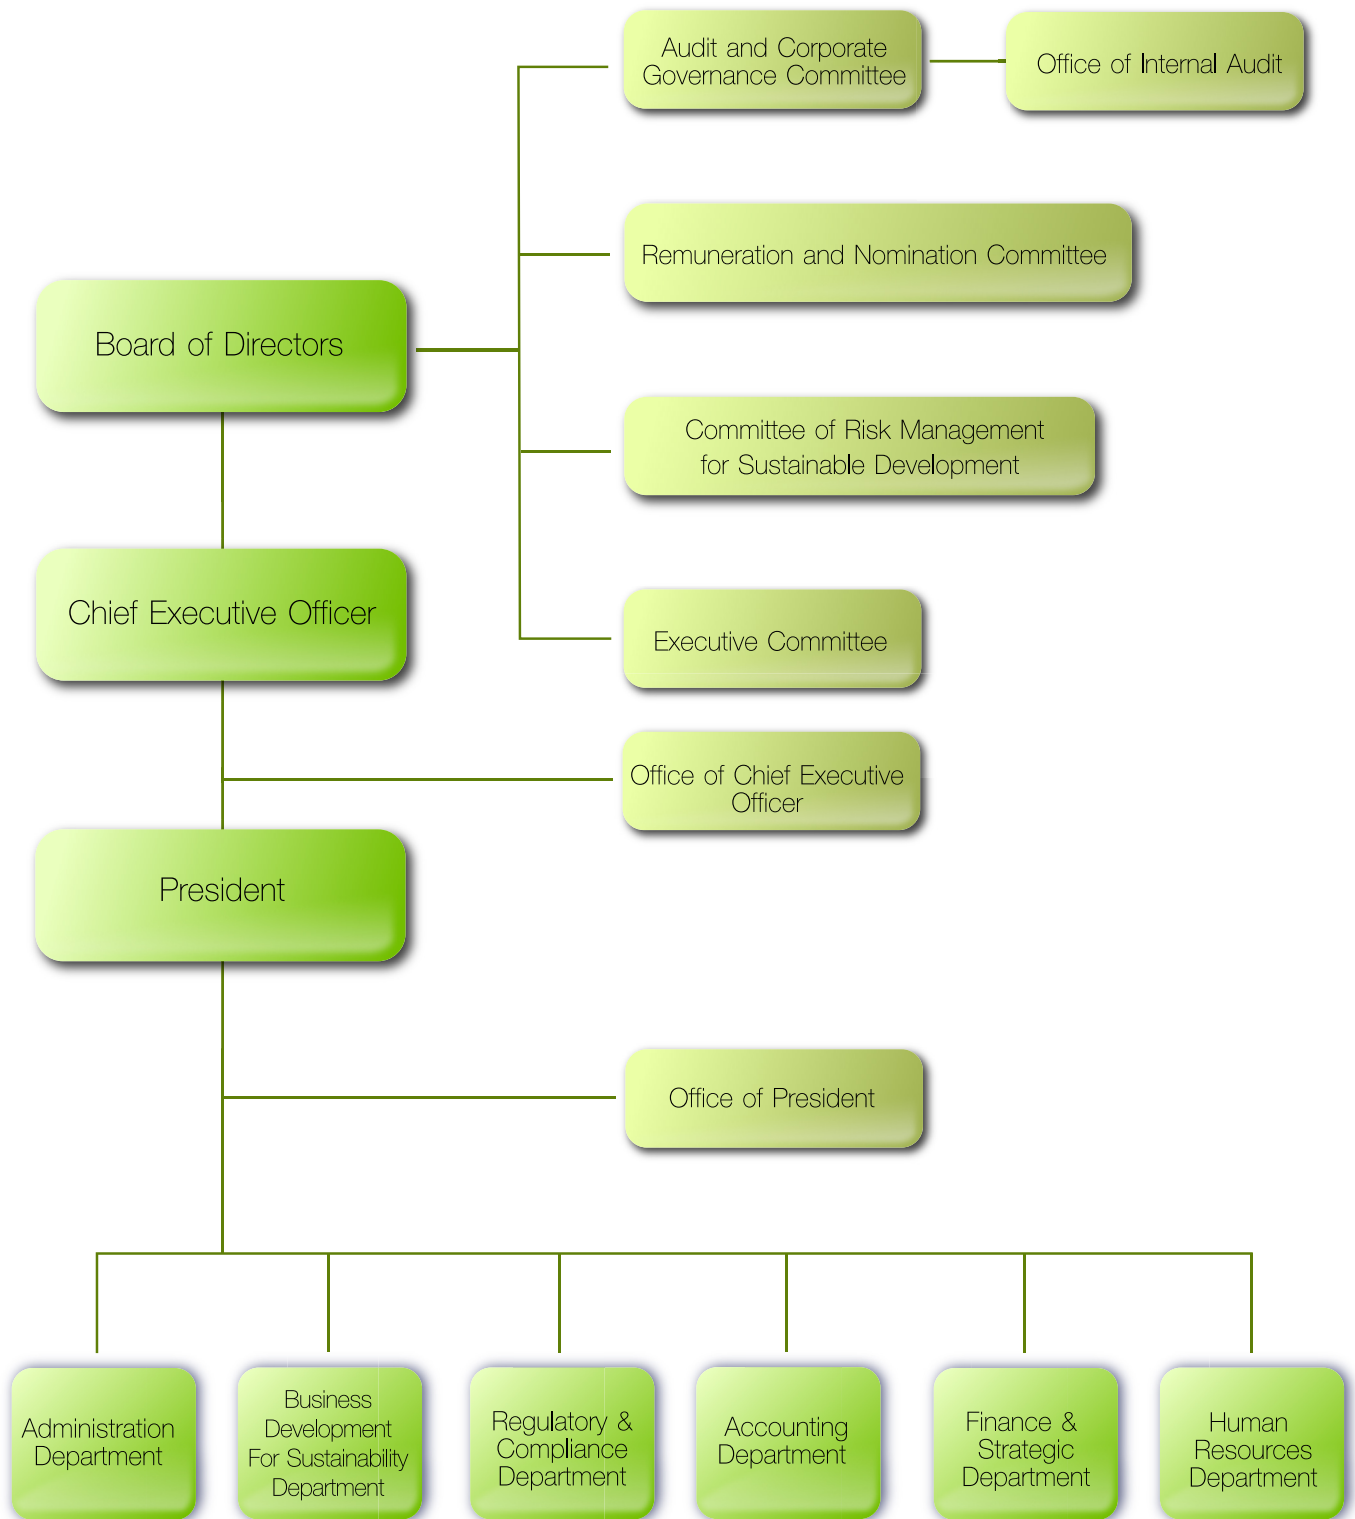 Audit and Corporate
Governance Committee
Office of Internal Audit
Remuneration and Nomination Committee
Board of Directors
Committee of Risk Management
for Sustainable Development
Chief Executive Officer
Executive Committee
Office of Chief Executive
Officer
President
Office of President
Administration
Department
Business
Development
For Sustainability
Department
Regulatory &
Compliance
Department
Accounting
Department
Finance &
Strategic
Department
Human
Resources
Department